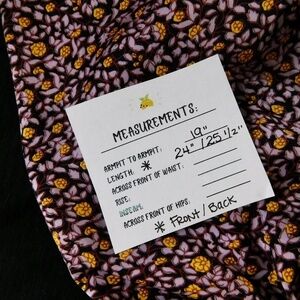 MEASUREMENTS:
ARMPIT TO ARMPIT: 19"
LENGTH: * 24" / 25 1/2"
ACROSS FRONT OF WAIST:
RISE:
INSEAM:
ACROSS FRONT OF HIPS:
* FRONT / BACK